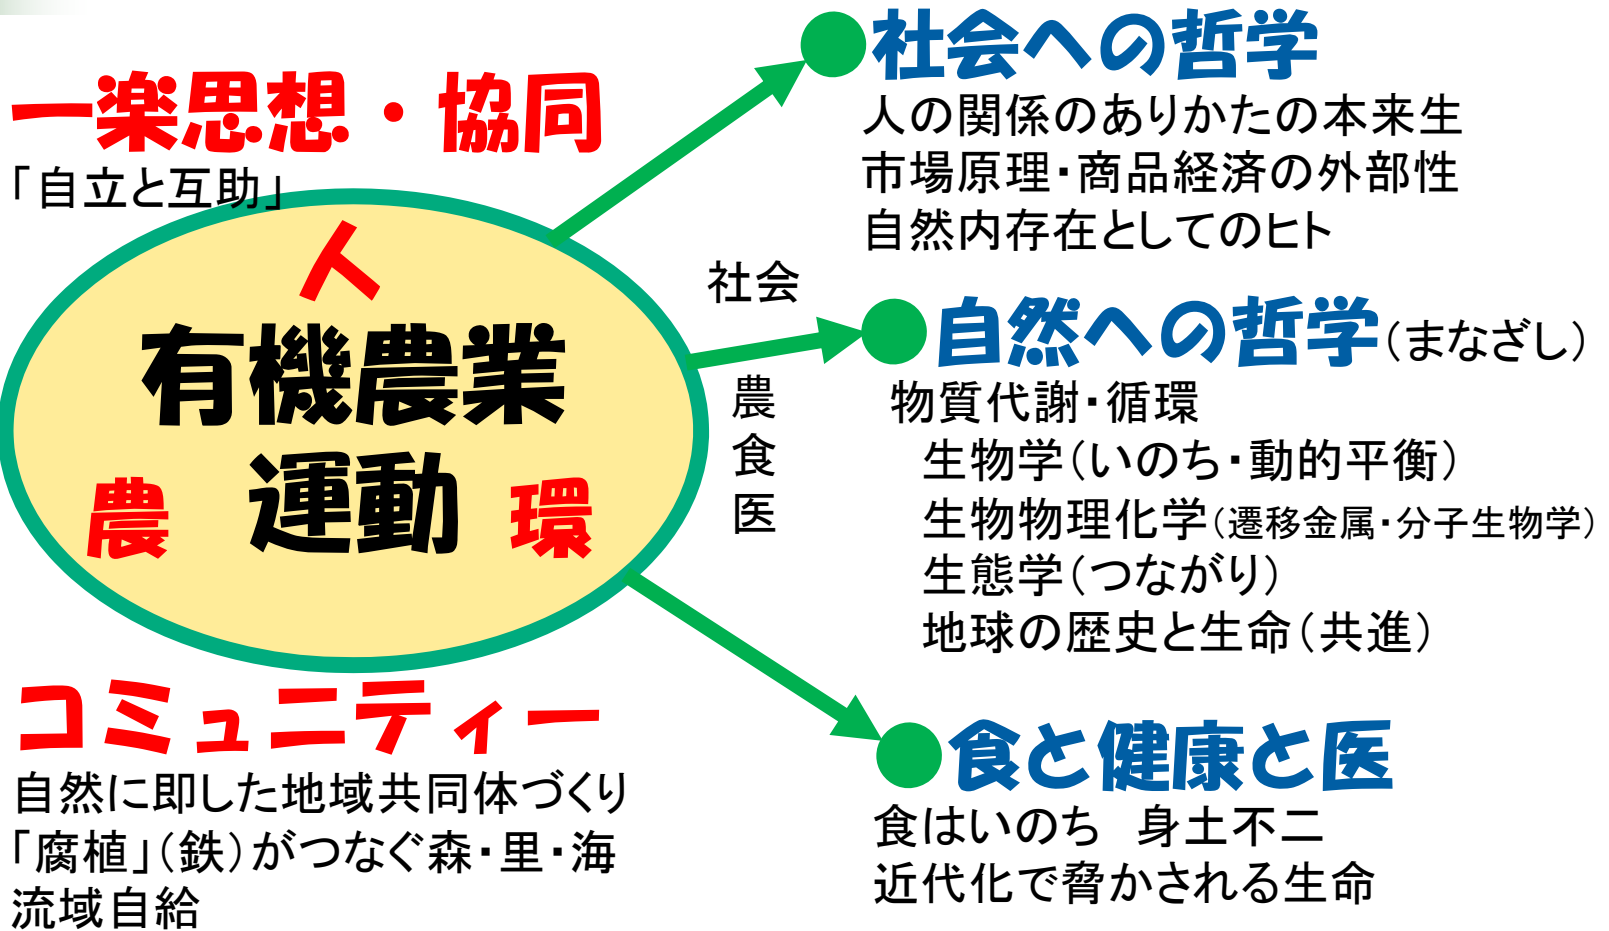 一楽思想・協同
「自立と互助」
人
有機農業
運動
農
環
コミュニティー
自然に即した地域共同体づくり
「腐植」（鉄）がつなぐ森・里・海
流域自給
社会
農
食
医
社会への哲学
人の関係のありかたの本来生
市場原理・商品経済の外部性
自然内存在としてのヒト
自然への哲学（まなざし）
物質代謝・循環
生物学（いのち・動的平衡）
生物物理化学（遷移金属・分子生物学）
生態学（つながり）
地球の歴史と生命（共進）
食と健康と医
食はいのち　身土不二
近代化で脅かされる生命